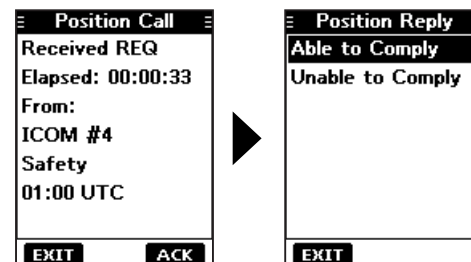 Position Call
Received REQ
Elapsed: 00:00:33
From:
ICOM #4
Safety
01:00 UTC
EXIT ACK
Position Reply
Able to Comply
Unable to Comply
EXIT